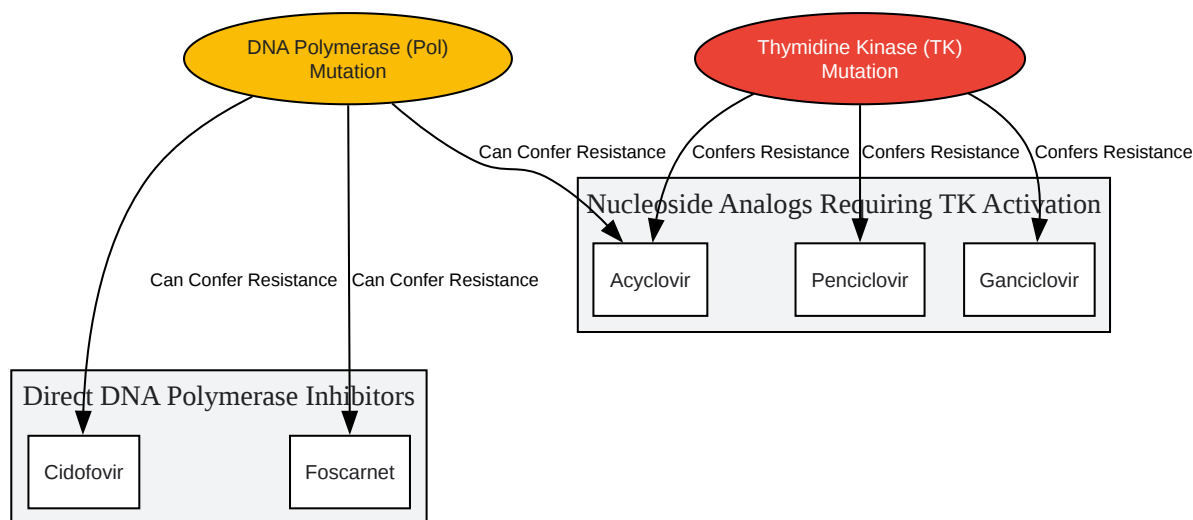 DNA Polymerase (Pol)
Mutation
Thymidine Kinase (TK)
Mutation
Can Confer Resistance
Confers Resistance
Confers Resistance
Confers Resistance
Nucleoside Analogs Requiring TK Activation
Acyclovir
Penciclovir
Ganciclovir
Can Confer Resistance
Can Confer Resistance
Direct DNA Polymerase Inhibitors
Cidofovir
Foscarnet